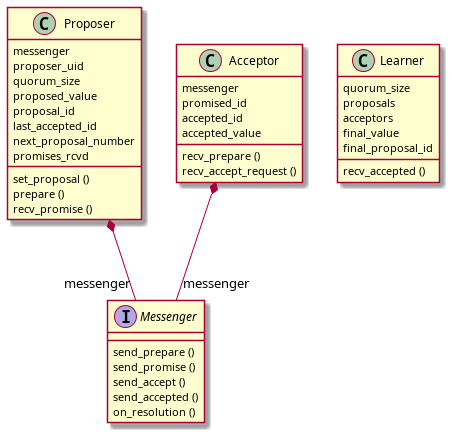 C Proposer
messenger
proposer_uid
quorum_size
proposed_value
proposal_id
last_accepted_id
next_proposal_number
promises_rcvd
set_proposal ()
prepare ()
recv_promise ()
C Acceptor
messenger
promised_id
accepted_id
accepted_value
recv_prepare ()
recv_accept_request ()
C Learner
quorum_size
proposals
acceptors
final_value
final_proposal_id
recv_accepted ()
messenger
messenger
I Messenger
send_prepare ()
send_promise ()
send_accept ()
send_accepted ()
on_resolution ()